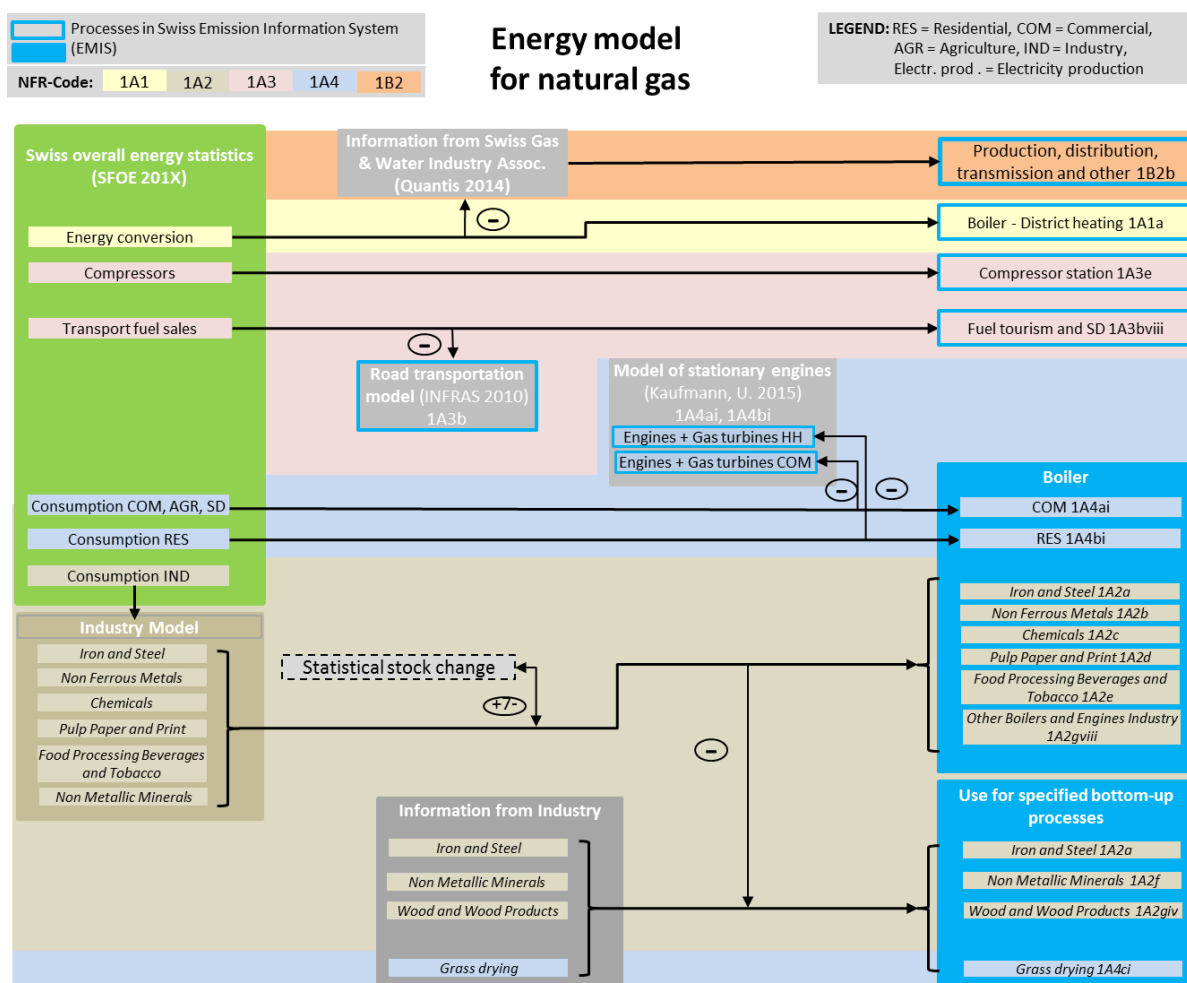 Processes in Swiss Emission Information System
(EMIS)
NFR-Code: 1A1 1A2 1A3 1A4 1B2
Energy model
for natural gas
LEGEND: RES = Residential, COM = Commercial,
AGR = Agriculture, IND = Industry,
Electr. prod . = Electricity production
Swiss overall energy statistics
(SFOE 201X)
Information from Swiss Gas
& Water Industry Assoc.
(Quantis 2014)
Production, distribution,
transmission and other 1B2b
-
Energy conversion
Boiler - District heating 1A1a
Compressors
Compressor station 1A3e
Transport fuel sales
Fuel tourism and SD 1A3bviii
-
Road transportation
model (INFRAS 2010)
1A3b
Model of stationary engines
(Kaufmann, U. 2015)
1A4ai, 1A4bi
Engines + Gas turbines HH
Engines + Gas turbines COM
- -
Boiler
Consumption COM, AGR, SD
COM 1A4ai
Consumption RES
RES 1A4bi
Consumption IND
Iron and Steel 1A2a
Non Ferrous Metals 1A2b
Chemicals 1A2c
Pulp Paper and Print 1A2d
Food Processing Beverages and
Tobacco 1A2e
Other Boilers and Engines Industry
1A2gviii
Industry Model
Iron and Steel
Non Ferrous Metals
Chemicals
Pulp Paper and Print
Food Processing Beverages
and Tobacco
Non Metallic Minerals
Statistical stock change
+/-
-
Information from Industry
Iron and Steel
Non Metallic Minerals
Wood and Wood Products
Grass drying
Use for specified bottom-up
processes
Iron and Steel 1A2a
Non Metallic Minerals 1A2f
Wood and Wood Products 1A2giv
Grass drying 1A4ci